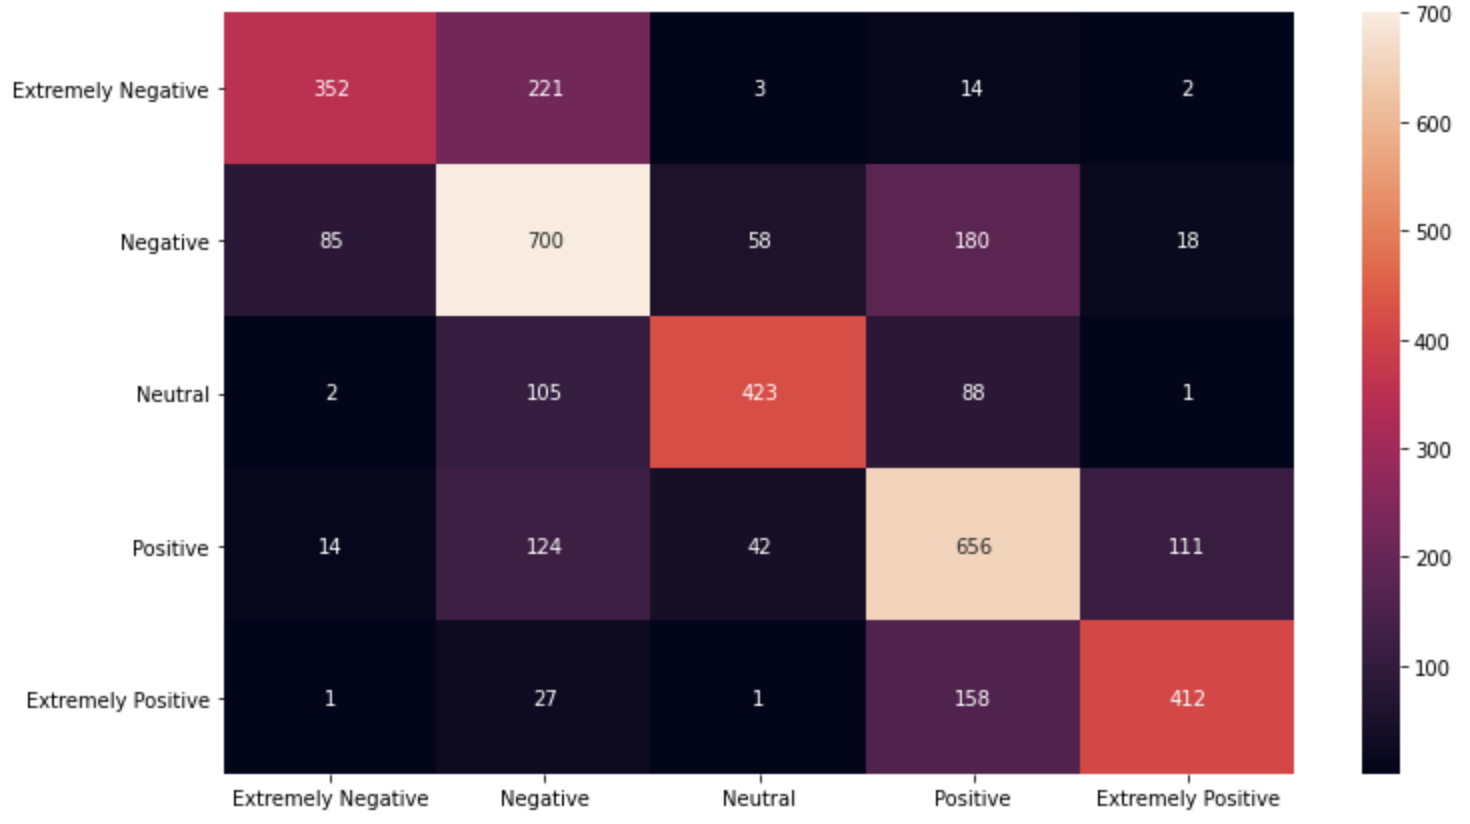 Extremely Negative 352 221 3 14 2
Negative 85 700 58 180 18
Neutral 2 105 423 88 1
Positive 14 124 42 656 111
Extremely Positive 1 27 1 158 412
Extremely Negative Negative Neutral Positive Extremely Positive
700
600
500
400
300
200
100